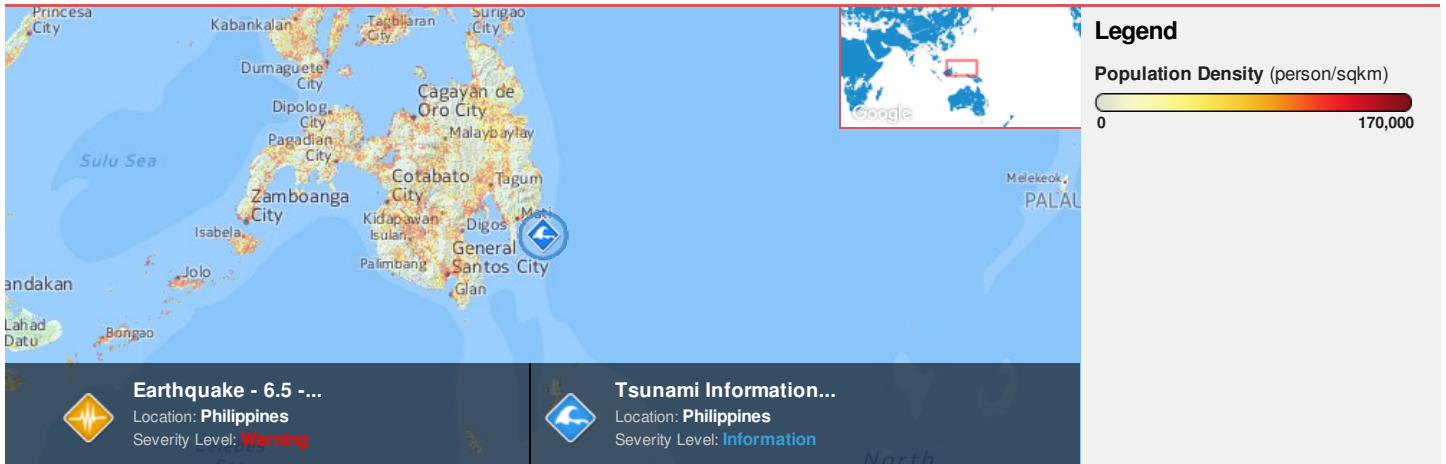 Princesa
City
Kabankalan
Tagbilaran
City
Surigao
City
Dumaguete
City
Cagayan de
Oro City
Dipolog
City
Malaybaylay
Pagadian
City
Sulu Sea
Cotabato
City
Tagum
Zamboanga
City
Kidapawan
Mati
Digos
Isabela
Isulan
General
Santos City
Palimbang
Jolo
Glan
andakan
Lahad
Datu
Bongao
Melekeok
PALAU
Google
Legend
Population Density (person/sqkm)
0 170,000
Earthquake - 6.5 -...
Location: Philippines
Severity Level: Warning
Celebes
Sea
Tsunami Information...
Location: Philippines
Severity Level: Information
North